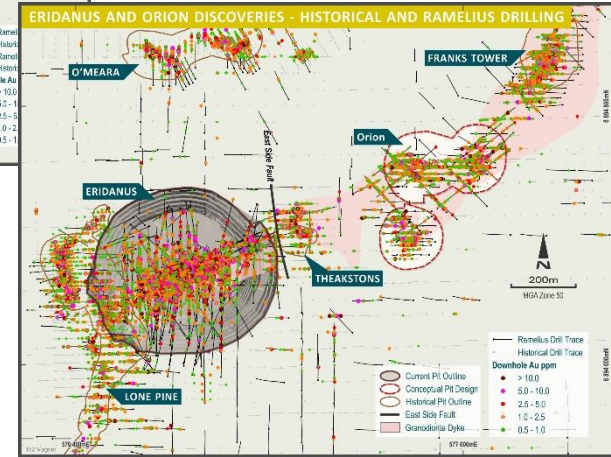 ERIDANUS AND ORION DISCOVERIES - HISTORICAL AND RAMELIUS DRILLING
O'MEARA
FRANKS TOWER
Orion
East Side Fault
ERIDANUS
THEAKSTONS
N
200m
MGA Zone 50
LONE PINE
Current Pit Outline
Conceptual Pit Design
Historical Pit Outline
East Side Fault
Granodiorite Dyke
Ramelius Drill Trace
Historical Drill Trace
Downhole Au ppm
> 10.0
5.0 - 10.0
2.5 - 5.0
1.0 - 2.5
0.5 - 1.0
577 600mE